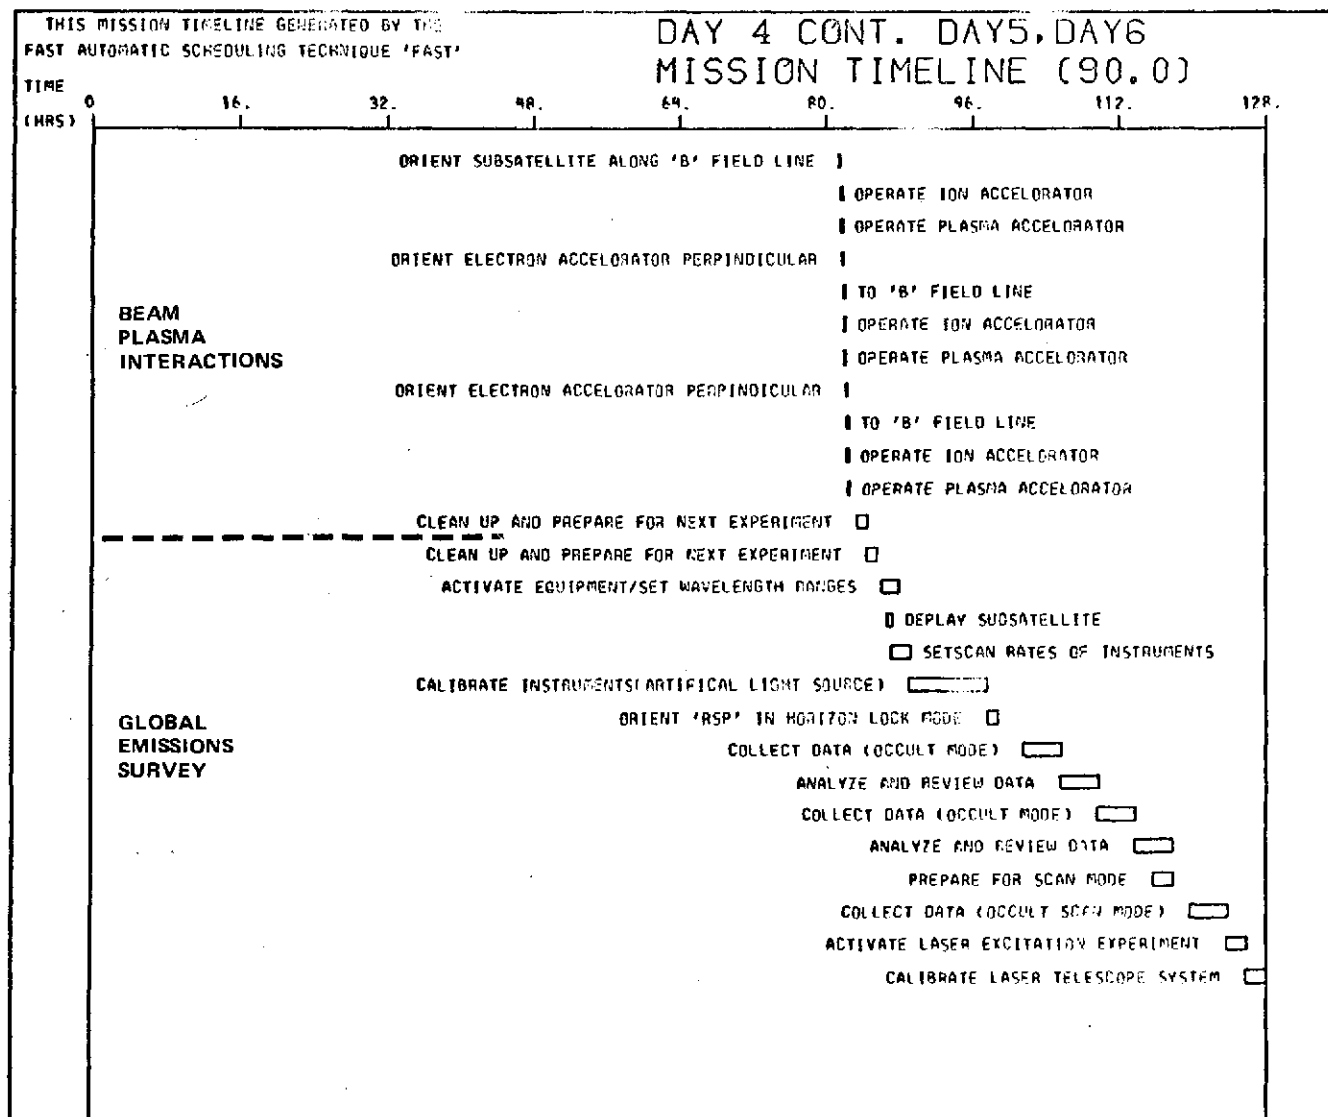 THIS MISSION TIMELINE GENERATED BY THE
FAST AUTOMATIC SCHEDULING TECHNIQUE 'FAST'
DAY 4 CONT. DAY5,DAY6
MISSION TIMELINE (90.0)
TIME
(HRS)
0 16. 32. 48. 64. 80. 96. 112. 128.
ORIENT SUBSATELLITE ALONG 'B' FIELD LINE
OPERATE ION ACCELORATOR
OPERATE PLASMA ACCELORATOR
ORIENT ELECTRON ACCELORATOR PERPINDICULAR
TO 'B' FIELD LINE
BEAM
PLASMA
INTERACTIONS
OPERATE ION ACCELORATOR
OPERATE PLASMA ACCELORATOR
ORIENT ELECTRON ACCELORATOR PERPINDICULAR
TO 'B' FIELD LINE
OPERATE ION ACCELORATOR
OPERATE PLASMA ACCELORATOR
CLEAN UP AND PREPARE FOR NEXT EXPERIMENT
CLEAN UP AND PREPARE FOR NEXT EXPERIMENT
ACTIVATE EQUIPMENT/SET WAVELENGTH RANGES
DEPLAY SUBSATELLITE
SETSCAN RATES OF INSTRUMENTS
CALIBRATE INSTRUMENTS(ARTIFICAL LIGHT SOURCE)
GLOBAL
EMISSIONS
SURVEY
ORIENT 'RSP' IN HORIZON LOCK MODE
COLLECT DATA (OCCULT MODE)
ANALYZE AND REVIEW DATA
COLLECT DATA (OCCULT MODE)
ANALYZE AND REVIEW DATA
PREPARE FOR SCAN MODE
COLLECT DATA (OCCULT SCAN MODE)
ACTIVATE LASER EXCITATION EXPERIMENT
CALIBRATE LASER TELESCOPE SYSTEM